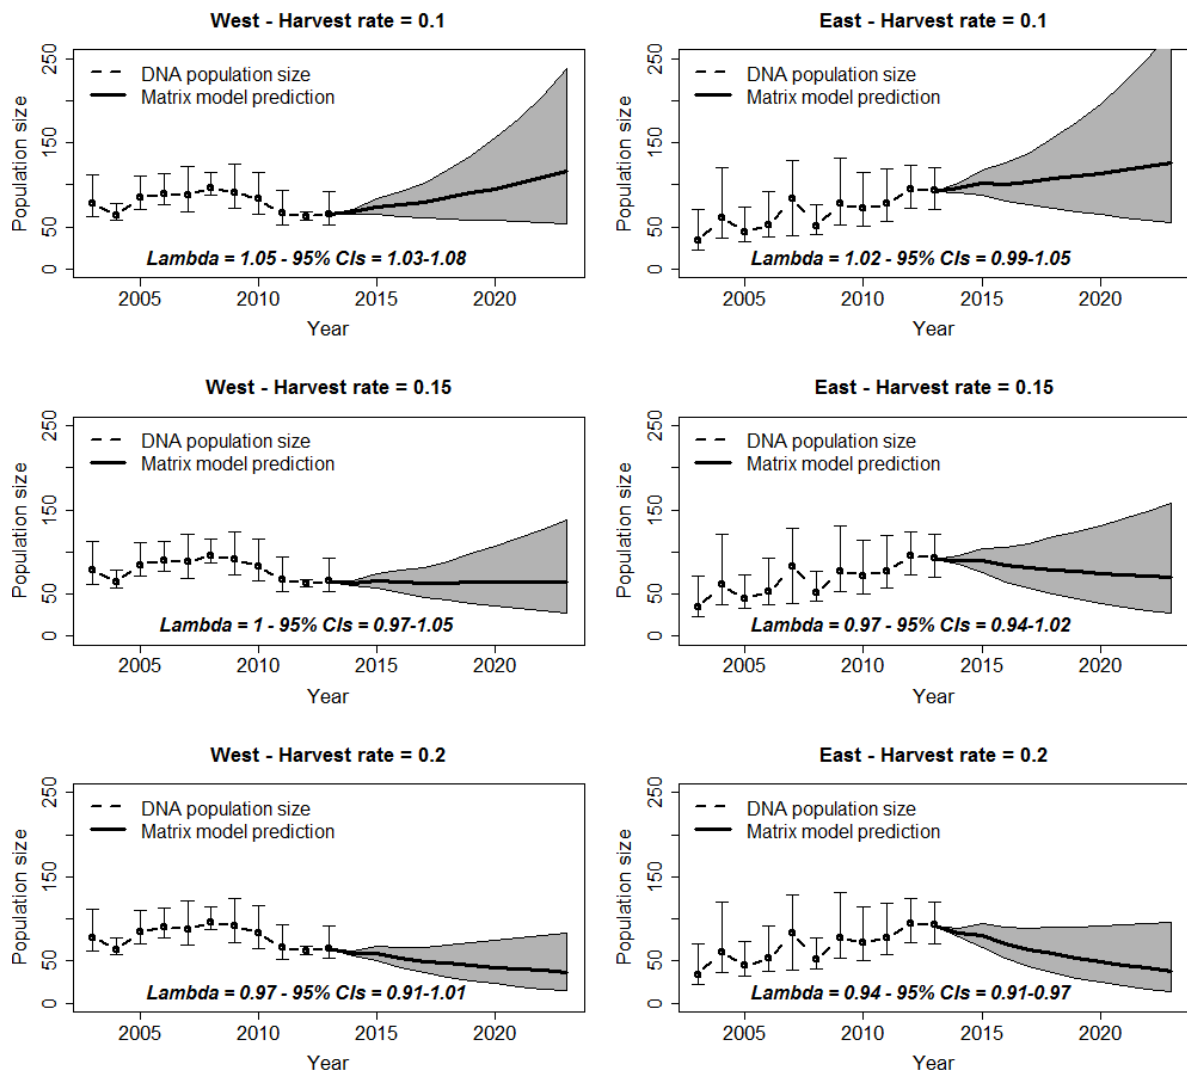 West - Harvest rate = 0.1
250
150
50
0
Population size
DNA population size
Matrix model prediction
Lambda = 1.05 - 95% CIs = 1.03-1.08
2005 2010 2015 2020
Year
East - Harvest rate = 0.1
250
150
50
0
Population size
DNA population size
Matrix model prediction
Lambda = 1.02 - 95% CIs = 0.99-1.05
2005 2010 2015 2020
Year
West - Harvest rate = 0.15
250
150
50
0
Population size
DNA population size
Matrix model prediction
Lambda = 1 - 95% CIs = 0.97-1.05
2005 2010 2015 2020
Year
East - Harvest rate = 0.15
250
150
50
0
Population size
DNA population size
Matrix model prediction
Lambda = 0.97 - 95% CIs = 0.94-1.02
2005 2010 2015 2020
Year
West - Harvest rate = 0.2
250
150
50
0
Population size
DNA population size
Matrix model prediction
Lambda = 0.97 - 95% CIs = 0.91-1.01
2005 2010 2015 2020
Year
East - Harvest rate = 0.2
250
150
50
0
Population size
DNA population size
Matrix model prediction
Lambda = 0.94 - 95% CIs = 0.91-0.97
2005 2010 2015 2020
Year